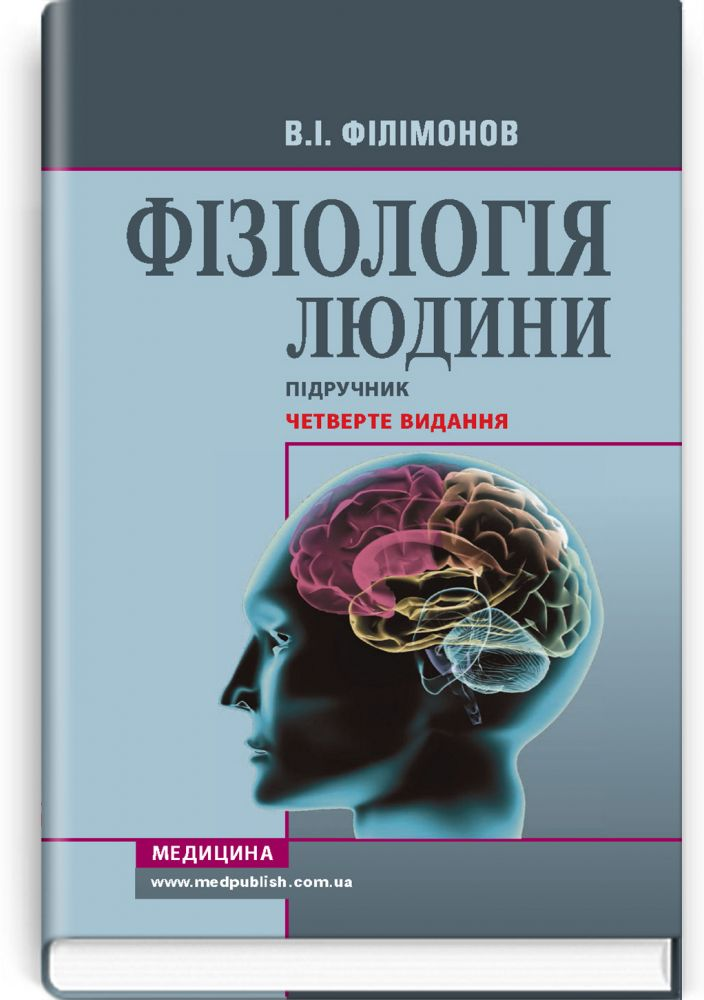 В.І. ФІЛІМОНОВ
ФІЗІОЛОГІЯ
ЛЮДИНИ
ПІДРУЧНИК
ЧЕТВЕРТЕ ВИДАННЯ
МЕДИЦИНА
www.medpublish.com.ua